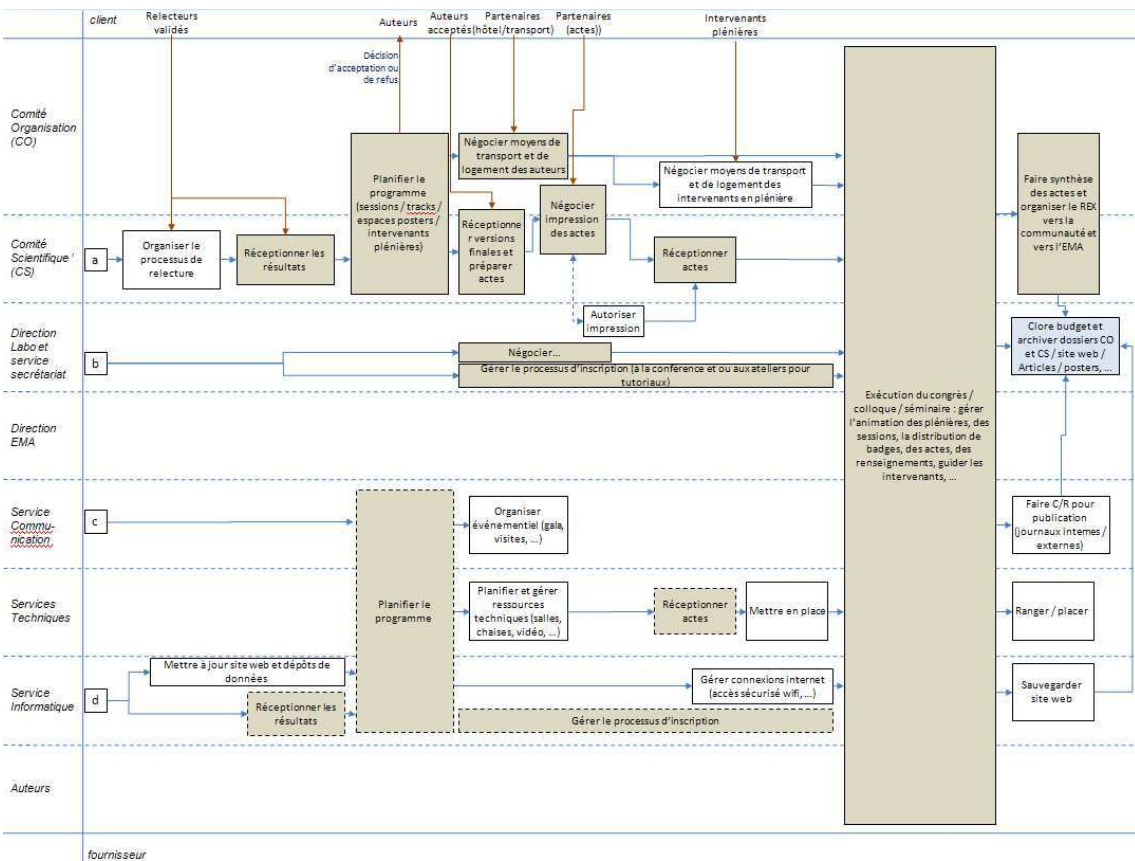 client
Relecteurs
validés
Auteurs
Auteurs
acceptés
Partenaires
(hôtel/transport)
Partenaires
(actes))
Intervenants
plénières
Décision
d'acceptation ou
de refus
Comité
Organisation
(CO)
Négocier moyens de
transport et de
logement des auteurs
Planifier le
programme
(sessions / tracks /
espaces posters /
intervenants
plénières)
Négocier moyens de transport
et de logement des
intervenants en plénière
Négocier
impression
des actes
Faire synthèse
des actes et
organiser le REX
vers la
communauté et
vers l'EMA
Comité
Scientifique '
(CS)
a
Organiser le
processus de
relecture
Réceptionner les
résultats
Réceptionne
r versions
finales et
préparer
actes
Réceptionner
actes
Autoriser
impression
Direction
Labo et
service
secrétariat
b
Négocier...
Gérer le processus d'inscription (à la conférence et ou aux ateliers pour
tutoriaux)
Clore budget et
archiver dossiers CO
et CS / site web /
Articles / posters, ...
Direction
EMA
Exécution du congrès /
colloque / séminaire : gérer
l'animation des plénières, des
sessions, la distribution de
badges, des actes, des
renseignements, guider les
intervenants, ...
Service
Commu-
nication
c
Organiser
événementiel (gala,
visites, ...)
Faire C/R pour
publication
(journaux internes /
externes)
Services
Techniques
Planifier le
programme
Planifier et gérer
ressources
techniques (salles,
chaises, vidéo, ...)
Réceptionner
actes
Mettre en place
Ranger / placer
Service
Informatique
d
Mettre à jour site web et dépôts de
données
Réceptionner les
résultats
Gérer connexions internet
(accès sécurisé wifi, ...)
Gérer le processus d'inscription
Sauvegarder
site web
Auteurs
fournisseur